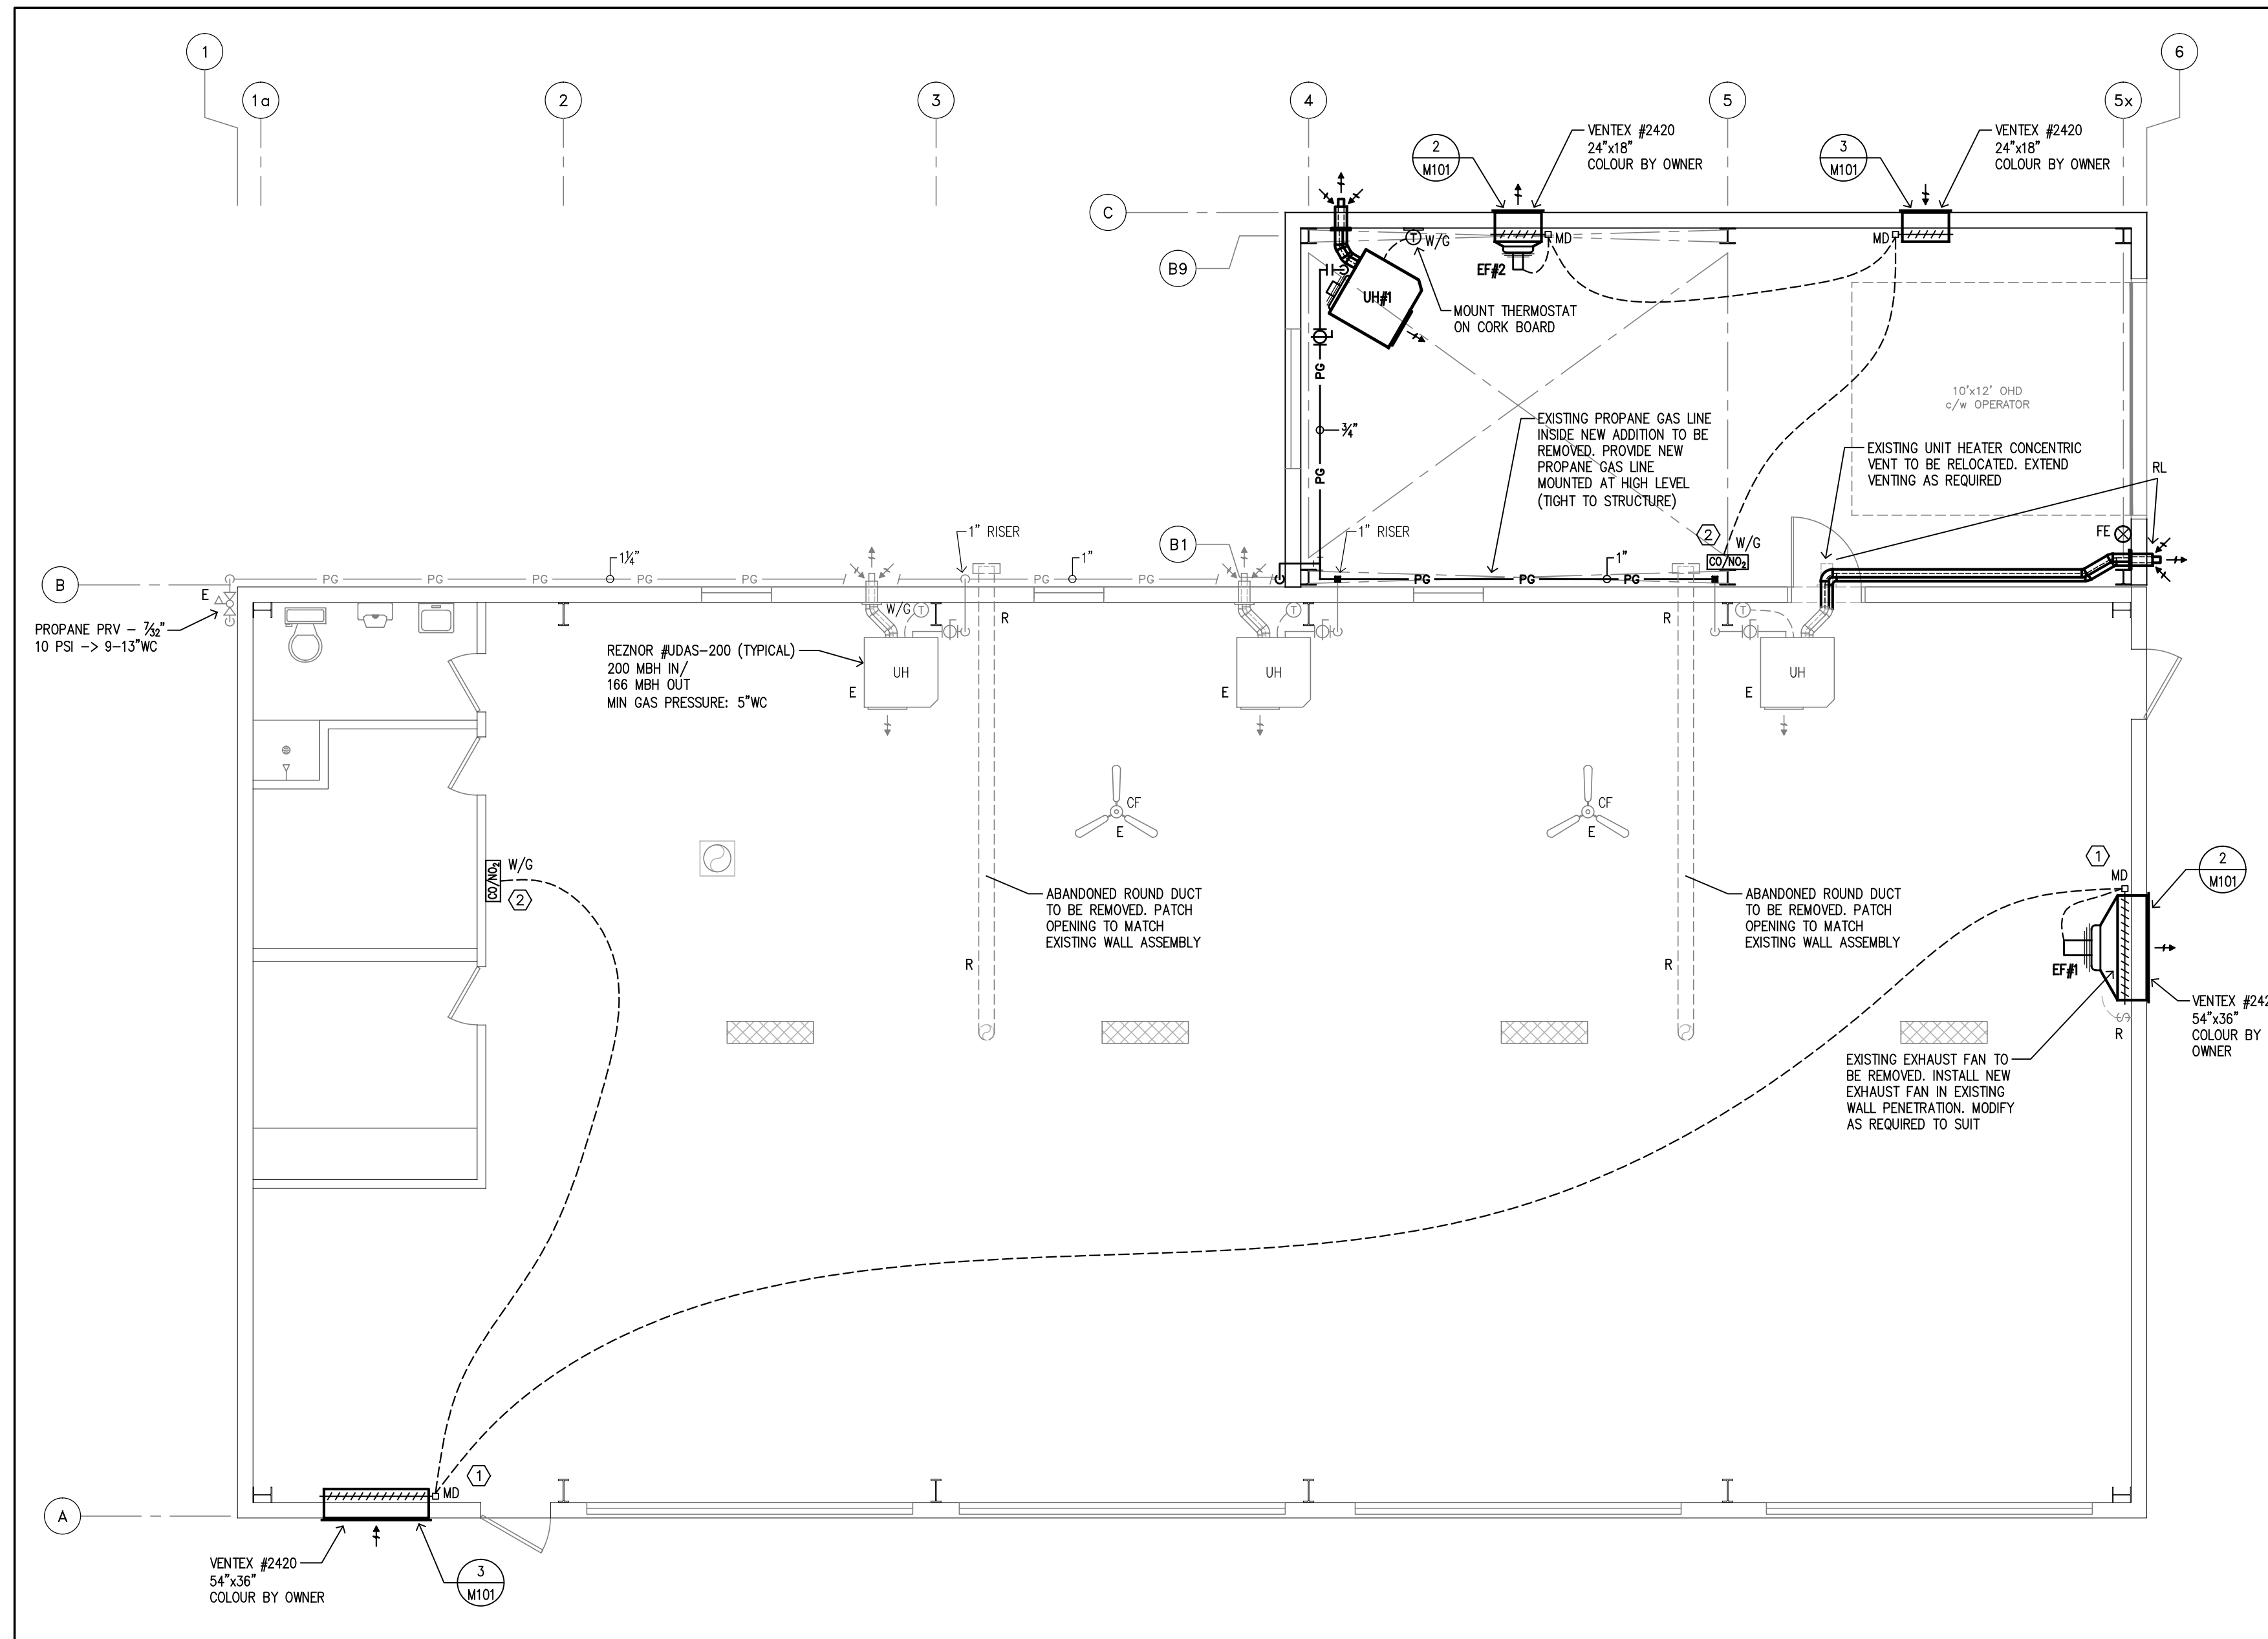 1
6
1a
2
3
4
5
5x
2
M101
VENTEX #2420
24"x18"
COLOUR BY OWNER
3
M101
VENTEX #2420
24"x18"
COLOUR BY OWNER
C
B9
T
W/G
MD
MD
EF#2
UH#1
MOUNT THERMOSTAT
ON CORK BOARD
PG
¾"
PG
10'x12' OHD
c/w OPERATOR
EXISTING PROPANE GAS LINE
INSIDE NEW ADDITION TO BE
REMOVED. PROVIDE NEW
PROPANE GAS LINE
MOUNTED AT HIGH LEVEL
(TIGHT TO STRUCTURE)
EXISTING UNIT HEATER CONCENTRIC
VENT TO BE RELOCATED. EXTEND
VENTING AS REQUIRED
RL
1" RISER
B1
1" RISER
2
W/G
CO/NO2
FE
1¼"
1"
1"
B
PG
PG
PG
PG
PG
PG
PG
PG
PG
PG
PG
E
PROPANE PRV - 7/32"
10 PSI -> 9-13"WC
W/G
T
R
T
R
T
REZNOR #UDAS-200 (TYPICAL)
200 MBH IN/
166 MBH OUT
MIN GAS PRESSURE: 5"WC
UH
E
UH
E
UH
E
CF
E
CF
E
CO/NO2
W/G
2
ABANDONED ROUND DUCT
TO BE REMOVED. PATCH
OPENING TO MATCH
EXISTING WALL ASSEMBLY
R
ABANDONED ROUND DUCT
TO BE REMOVED. PATCH
OPENING TO MATCH
EXISTING WALL ASSEMBLY
R
1
MD
2
M101
EF#1
VENTEX #242
54"x36"
COLOUR BY
OWNER
S
R
EXISTING EXHAUST FAN TO
BE REMOVED. INSTALL NEW
EXHAUST FAN IN EXISTING
WALL PENETRATION. MODIFY
AS REQUIRED TO SUIT
1
MD
A
VENTEX #2420
54"x36"
COLOUR BY OWNER
3
M101